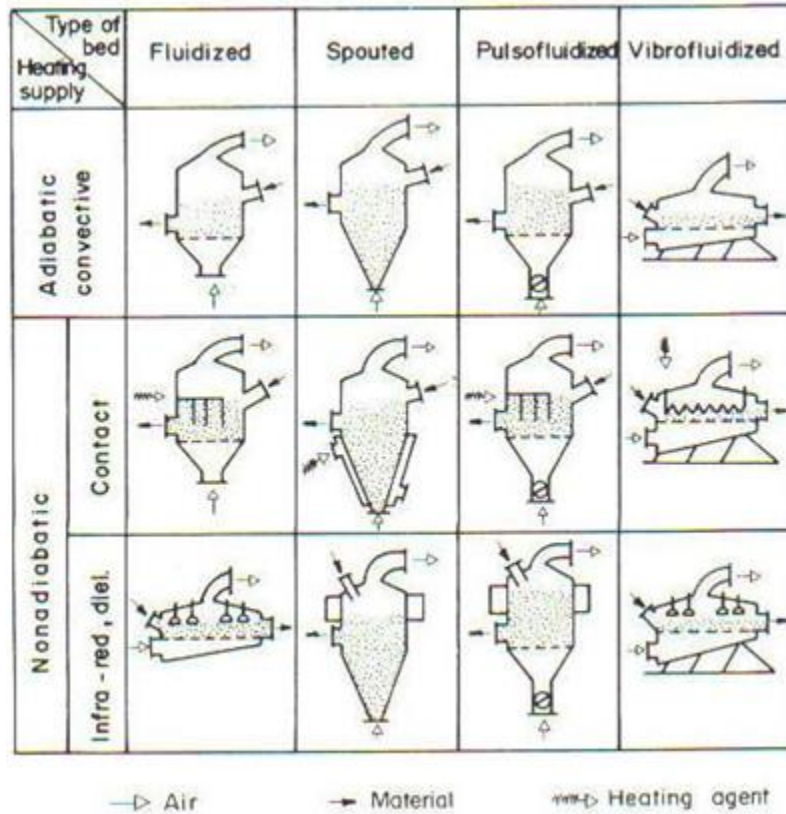 Type of
bed
Heating
supply
Fluidized
Spouted
Pulsofluidized
Vibrofluidized
Adiabatic
convective
Nonadiabatic
Contact
Infra-red, diel.
Air
Material
Heating agent